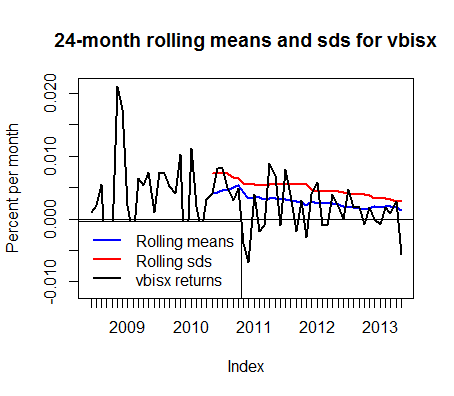 24-month rolling means and sds for vbisx
Percent per month
0.020
0.010
0.000
-0.010
Rolling means
Rolling sds
vbisx returns
2009 2010 2011 2012 2013
Index